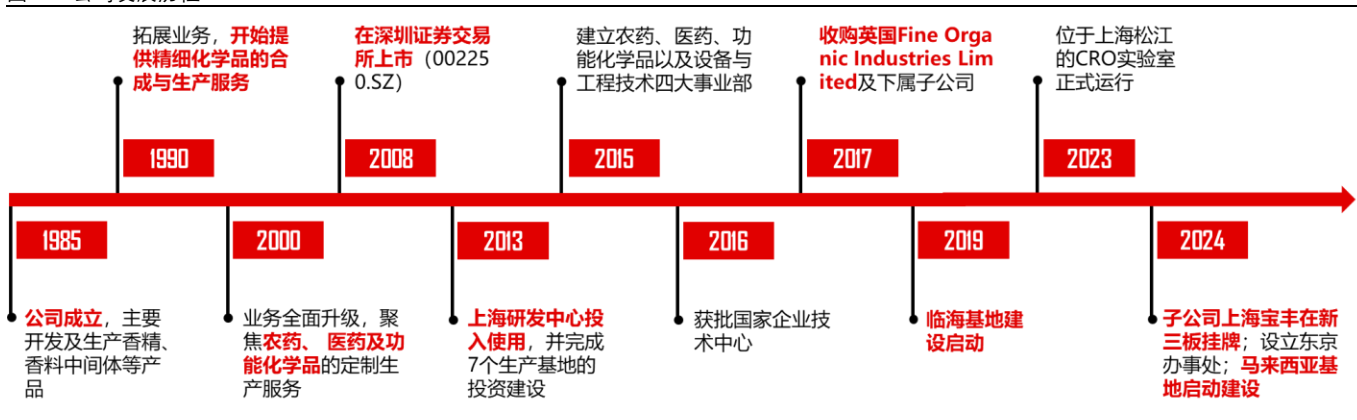 拓展业务，开始提
供精细化学品的合
成与生产服务
在深圳证券交易
所上市（00225
0.SZ）
建立农药、医药、功
能化学品以及设备与
工程技术四大事业部
收购英国Fine Orga
nic Industries Lim
ited及下属子公司
位于上海松江
的CRO实验室
正式运行
1990
2008
2015
2017
2023
1985
2000
2013
2016
2019
2024
公司成立，主要
开发及生产香精、
香料中间体等产
品
业务全面升级，聚
焦农药、 医药及功
能化学品的定制生
产服务
上海研发中心投
入使用，并完成
7个生产基地的
投资建设
获批国家企业技
术中心
临海基地建
设启动
子公司上海宝丰在新
三板挂牌；设立东京
办事处；马来西亚基
地启动建设